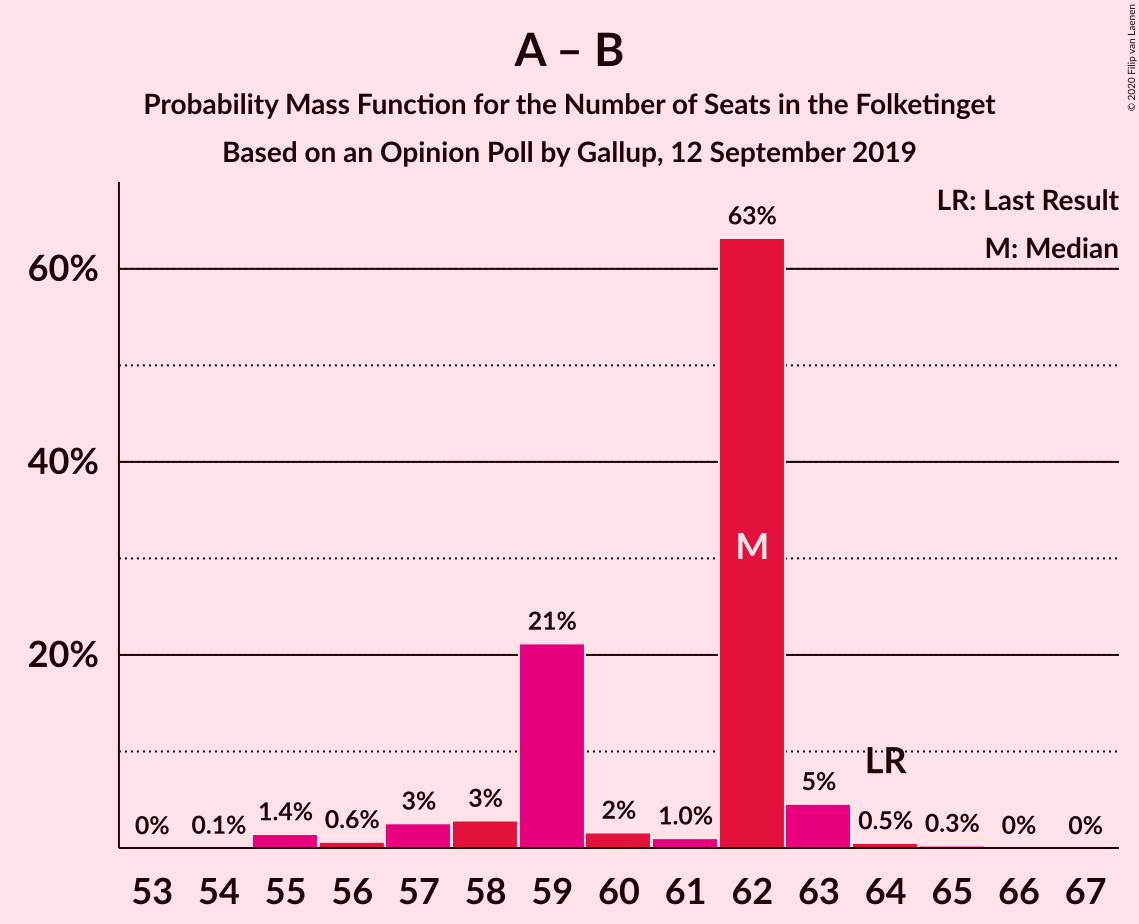 A – B
Probability Mass Function for the Number of Seats in the Folketinget
Based on an Opinion Poll by Gallup, 12 September 2019
© 2020 Filip van Laenen
LR: Last Result
M: Median
60%
40%
20%
0%
0.1%
1.4%
0.6%
3%
3%
21%
2%
1.0%
63%
M
5%
LR
0.5%
0.3%
0%
0%
53 54 55 56 57 58 59 60 61 62 63 64 65 66 67